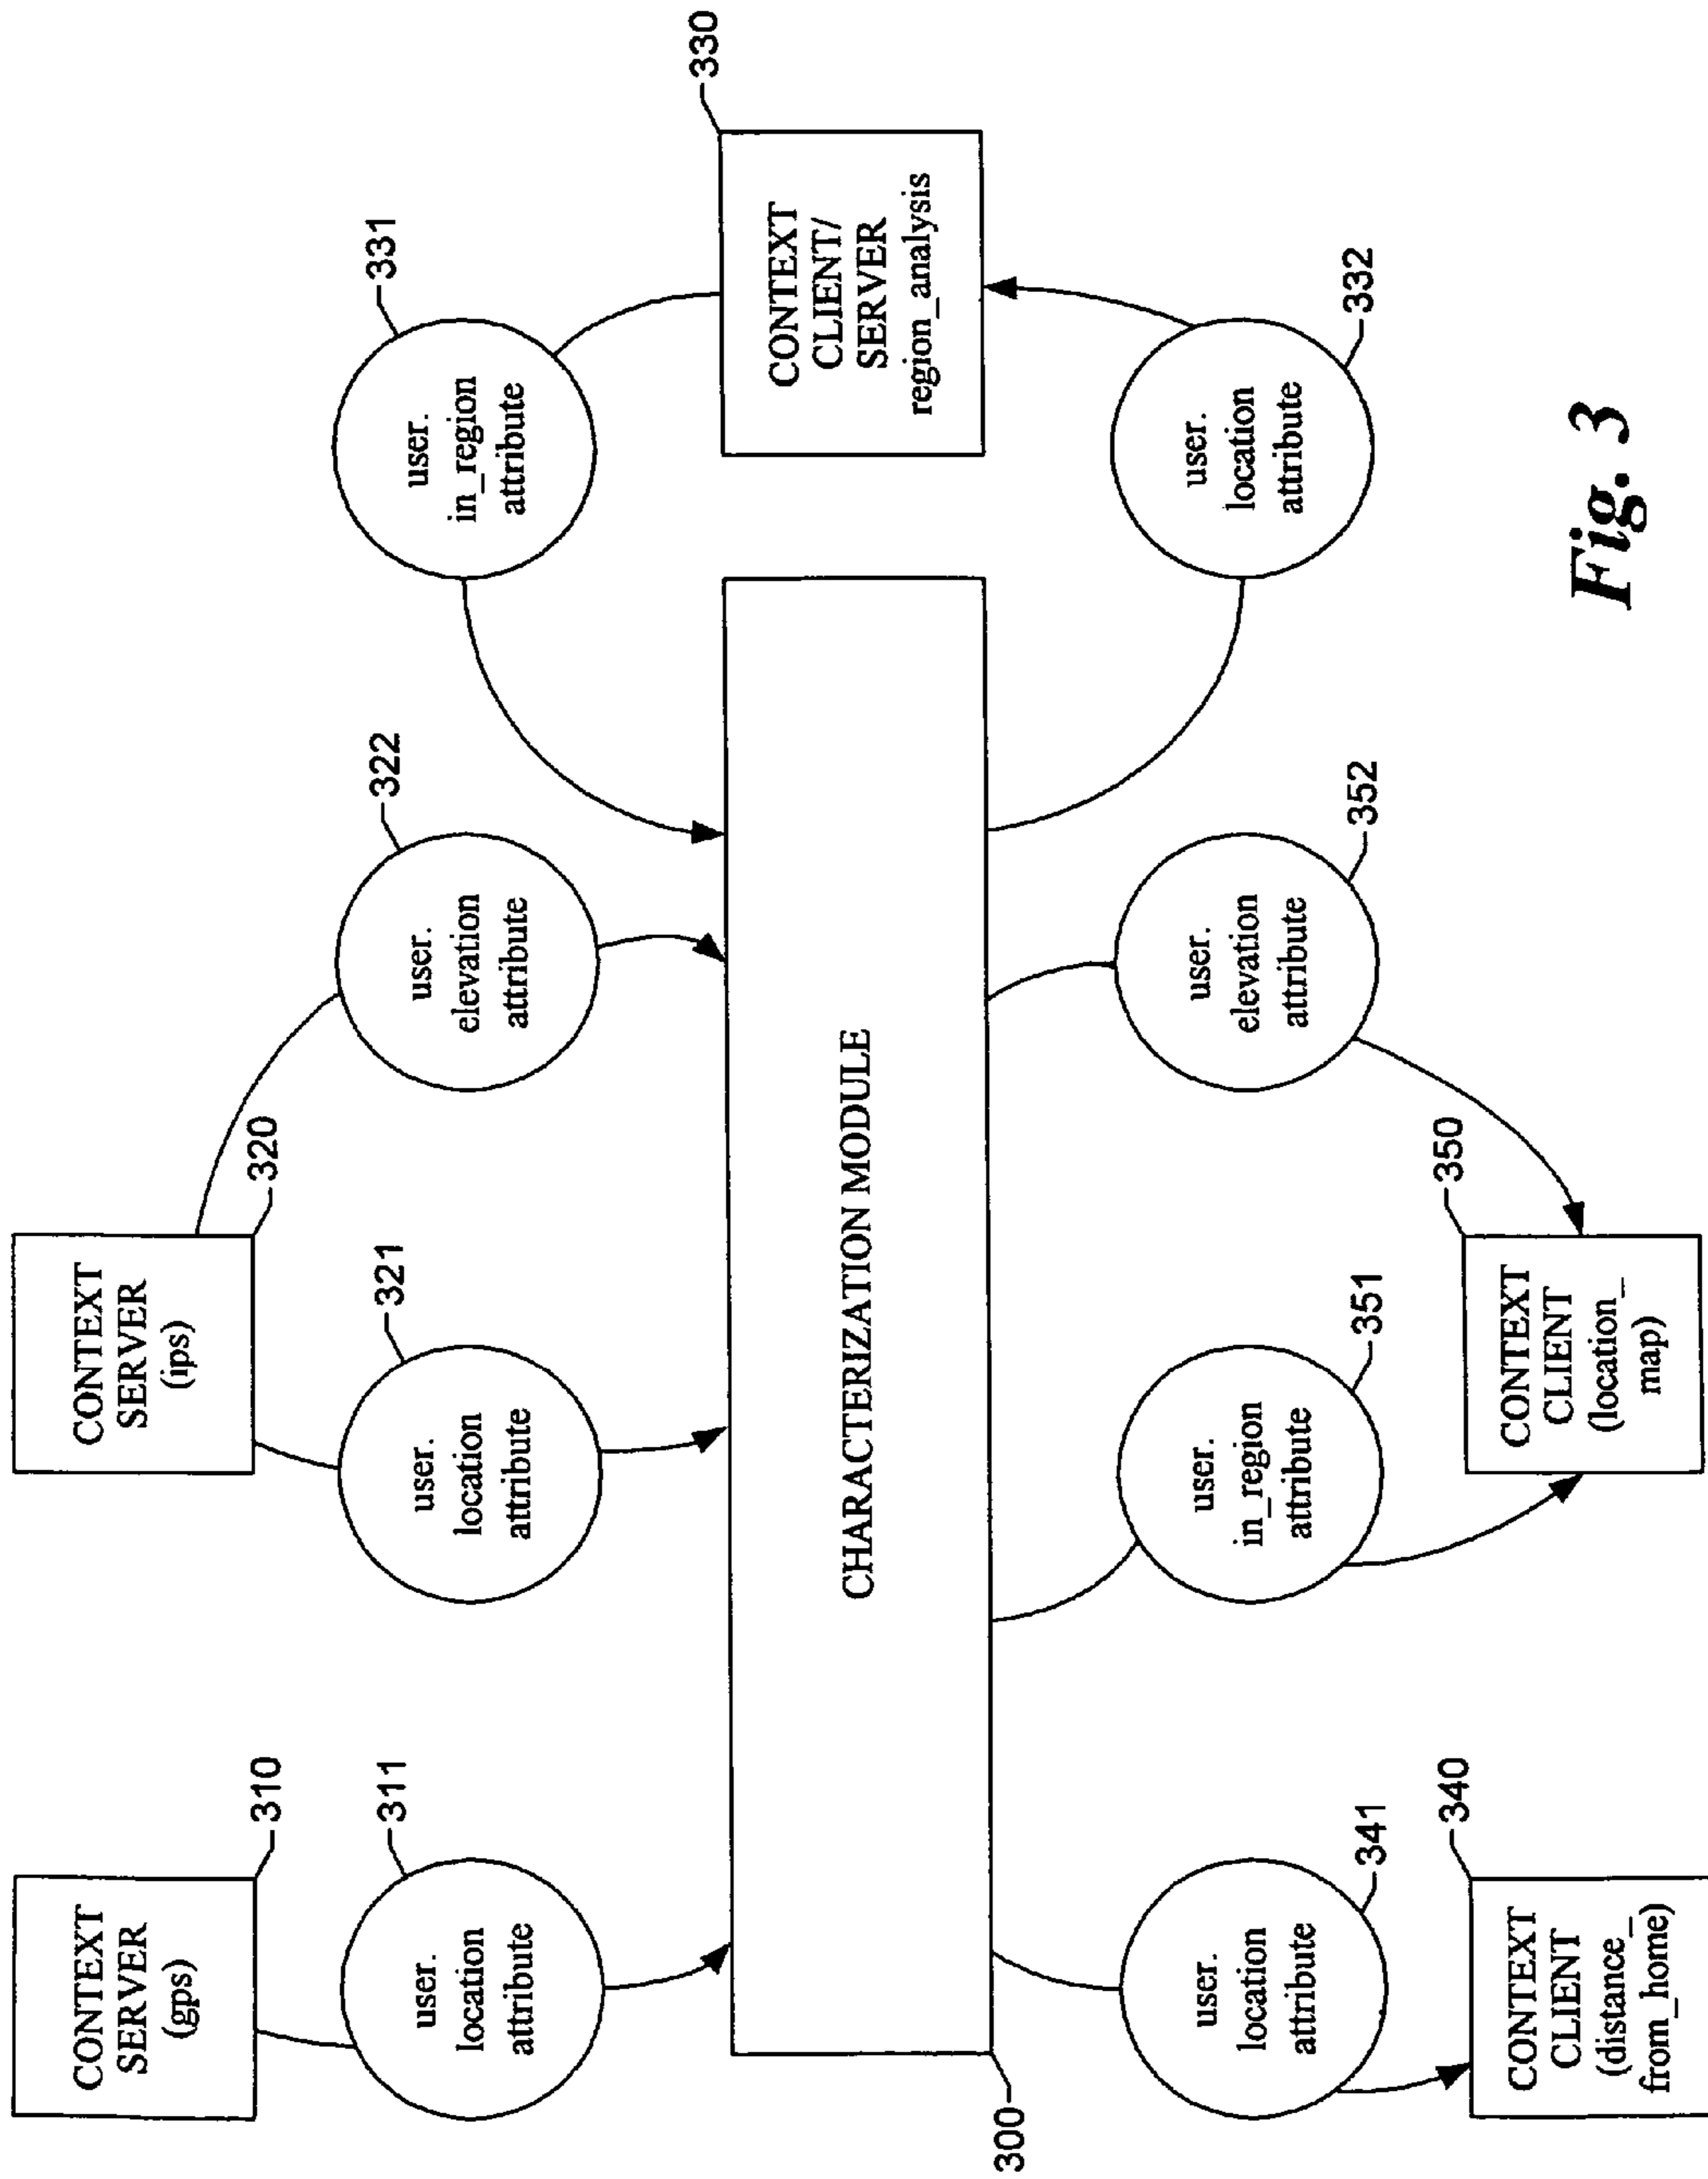 CONTEXT
SERVER
(gps)
310
CONTEXT
SERVER
(ips)
320
user.
location
attribute
311
user.
location
attribute
321
user.
elevation
attribute
322
user.
in_region
attribute
331
CHARACTERIZATION MODULE
300
CONTEXT
CLIENT/
SERVER
region_analysis
330
user.
location
attribute
341
user.
in_region
attribute
351
user.
elevation
attribute
352
user.
location
attribute
332
CONTEXT
CLIENT
(distance_
from_home)
340
CONTEXT
CLIENT
(location_
map)
350
Fig. 3